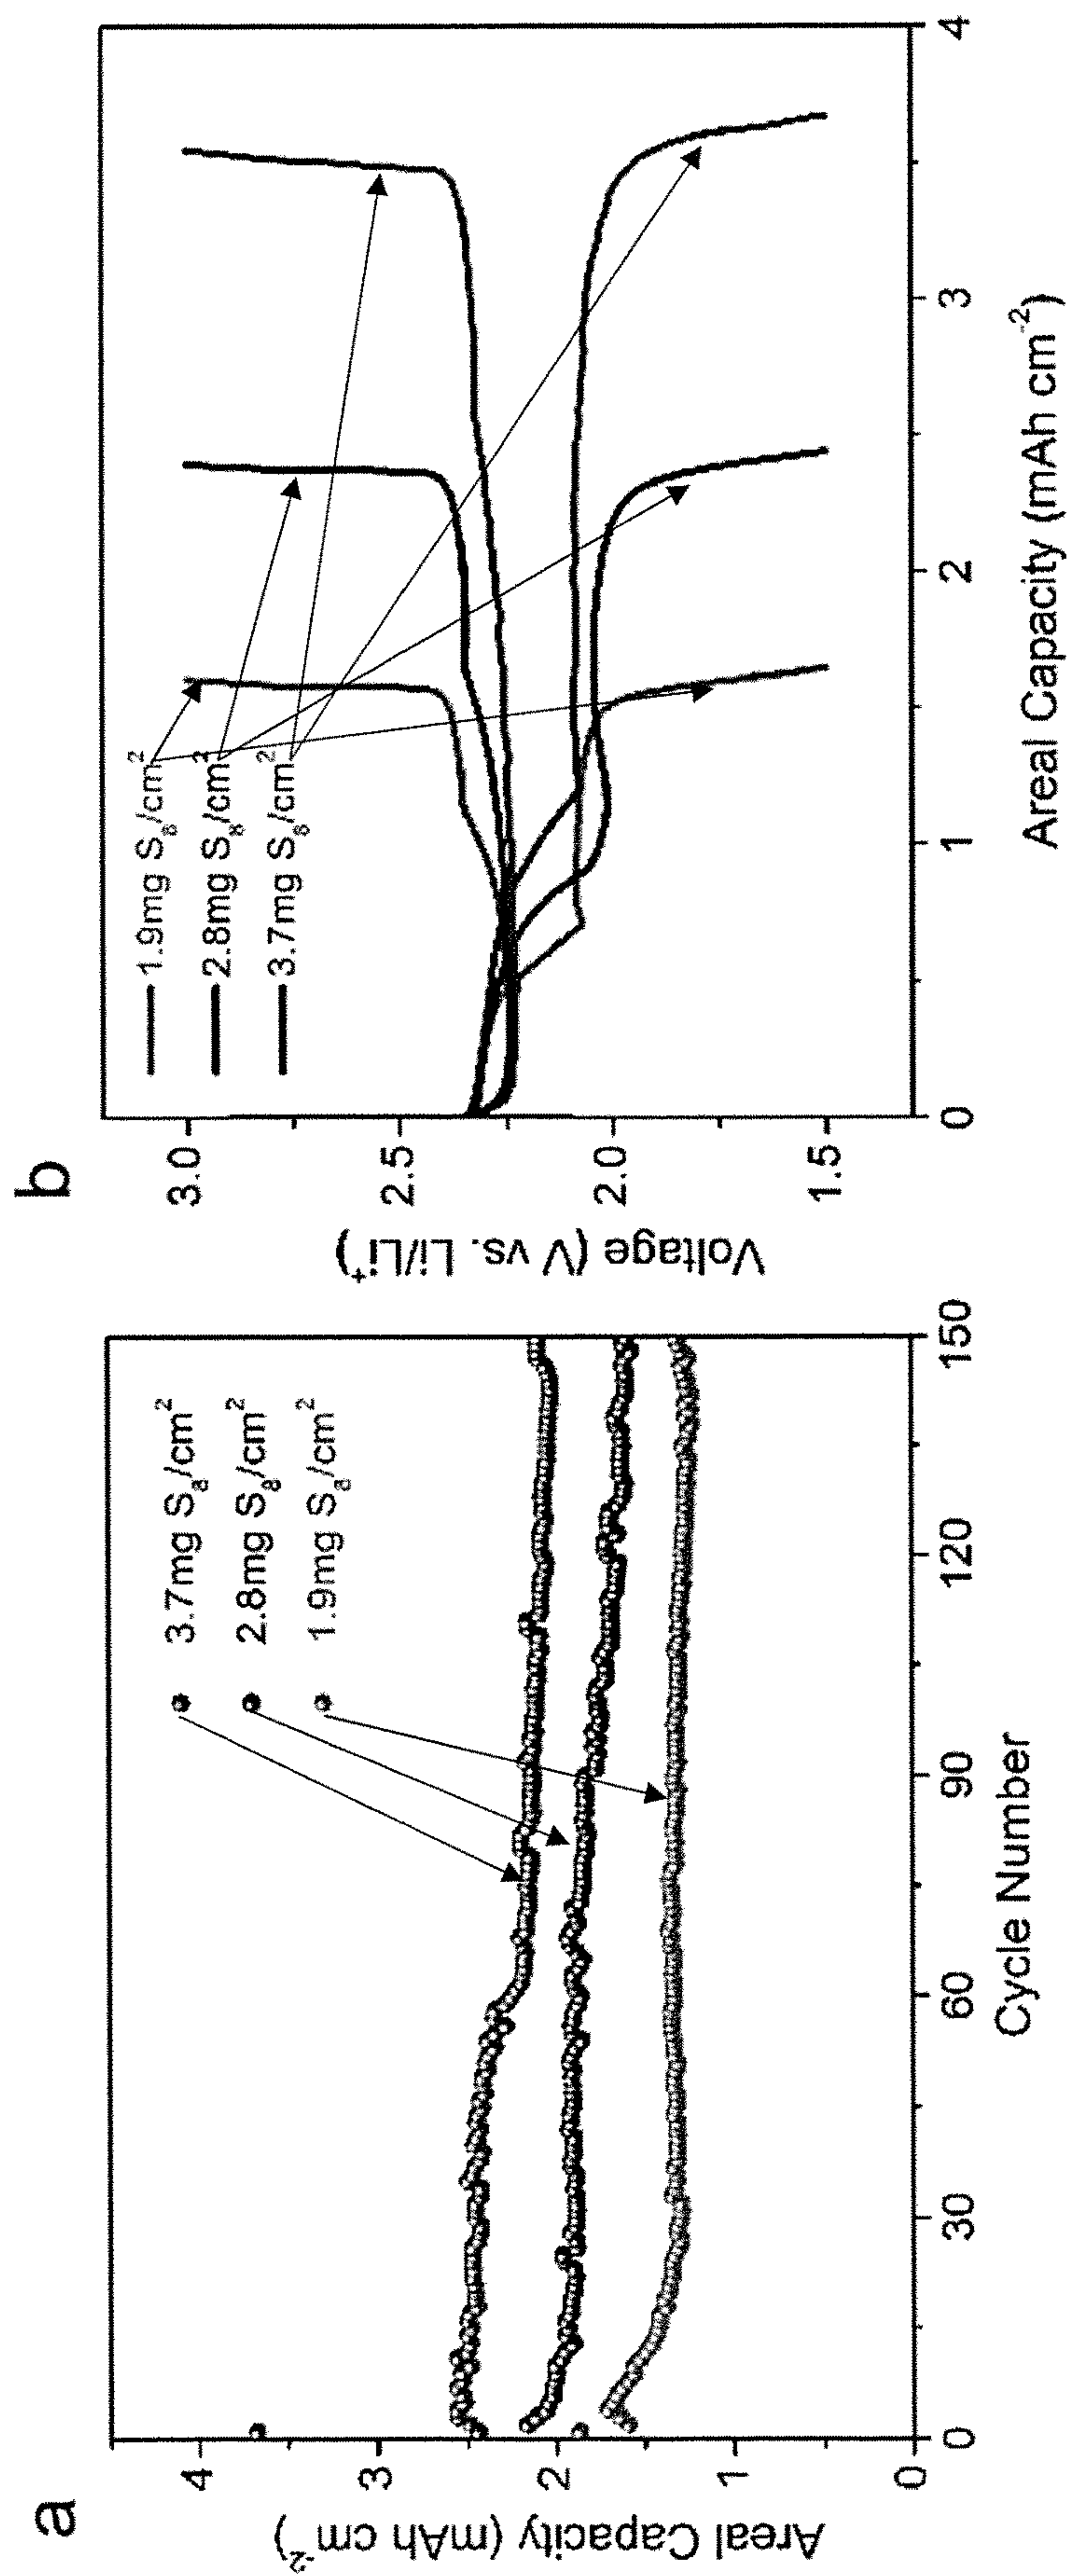 a
Areal Capacity (mAh cm-2)
4
3
2
1
0
3.7mg S8/cm2
2.8mg S8/cm2
1.9mg S8/cm2
0
30
60
90
120
150
Cycle Number
b
Voltage (V vs. Li/Li+)
3.0
2.5
2.0
1.5
1.9mg S8/cm2
2.8mg S8/cm2
3.7mg S8/cm2
0
1
2
3
4
Areal Capacity (mAh cm-2)